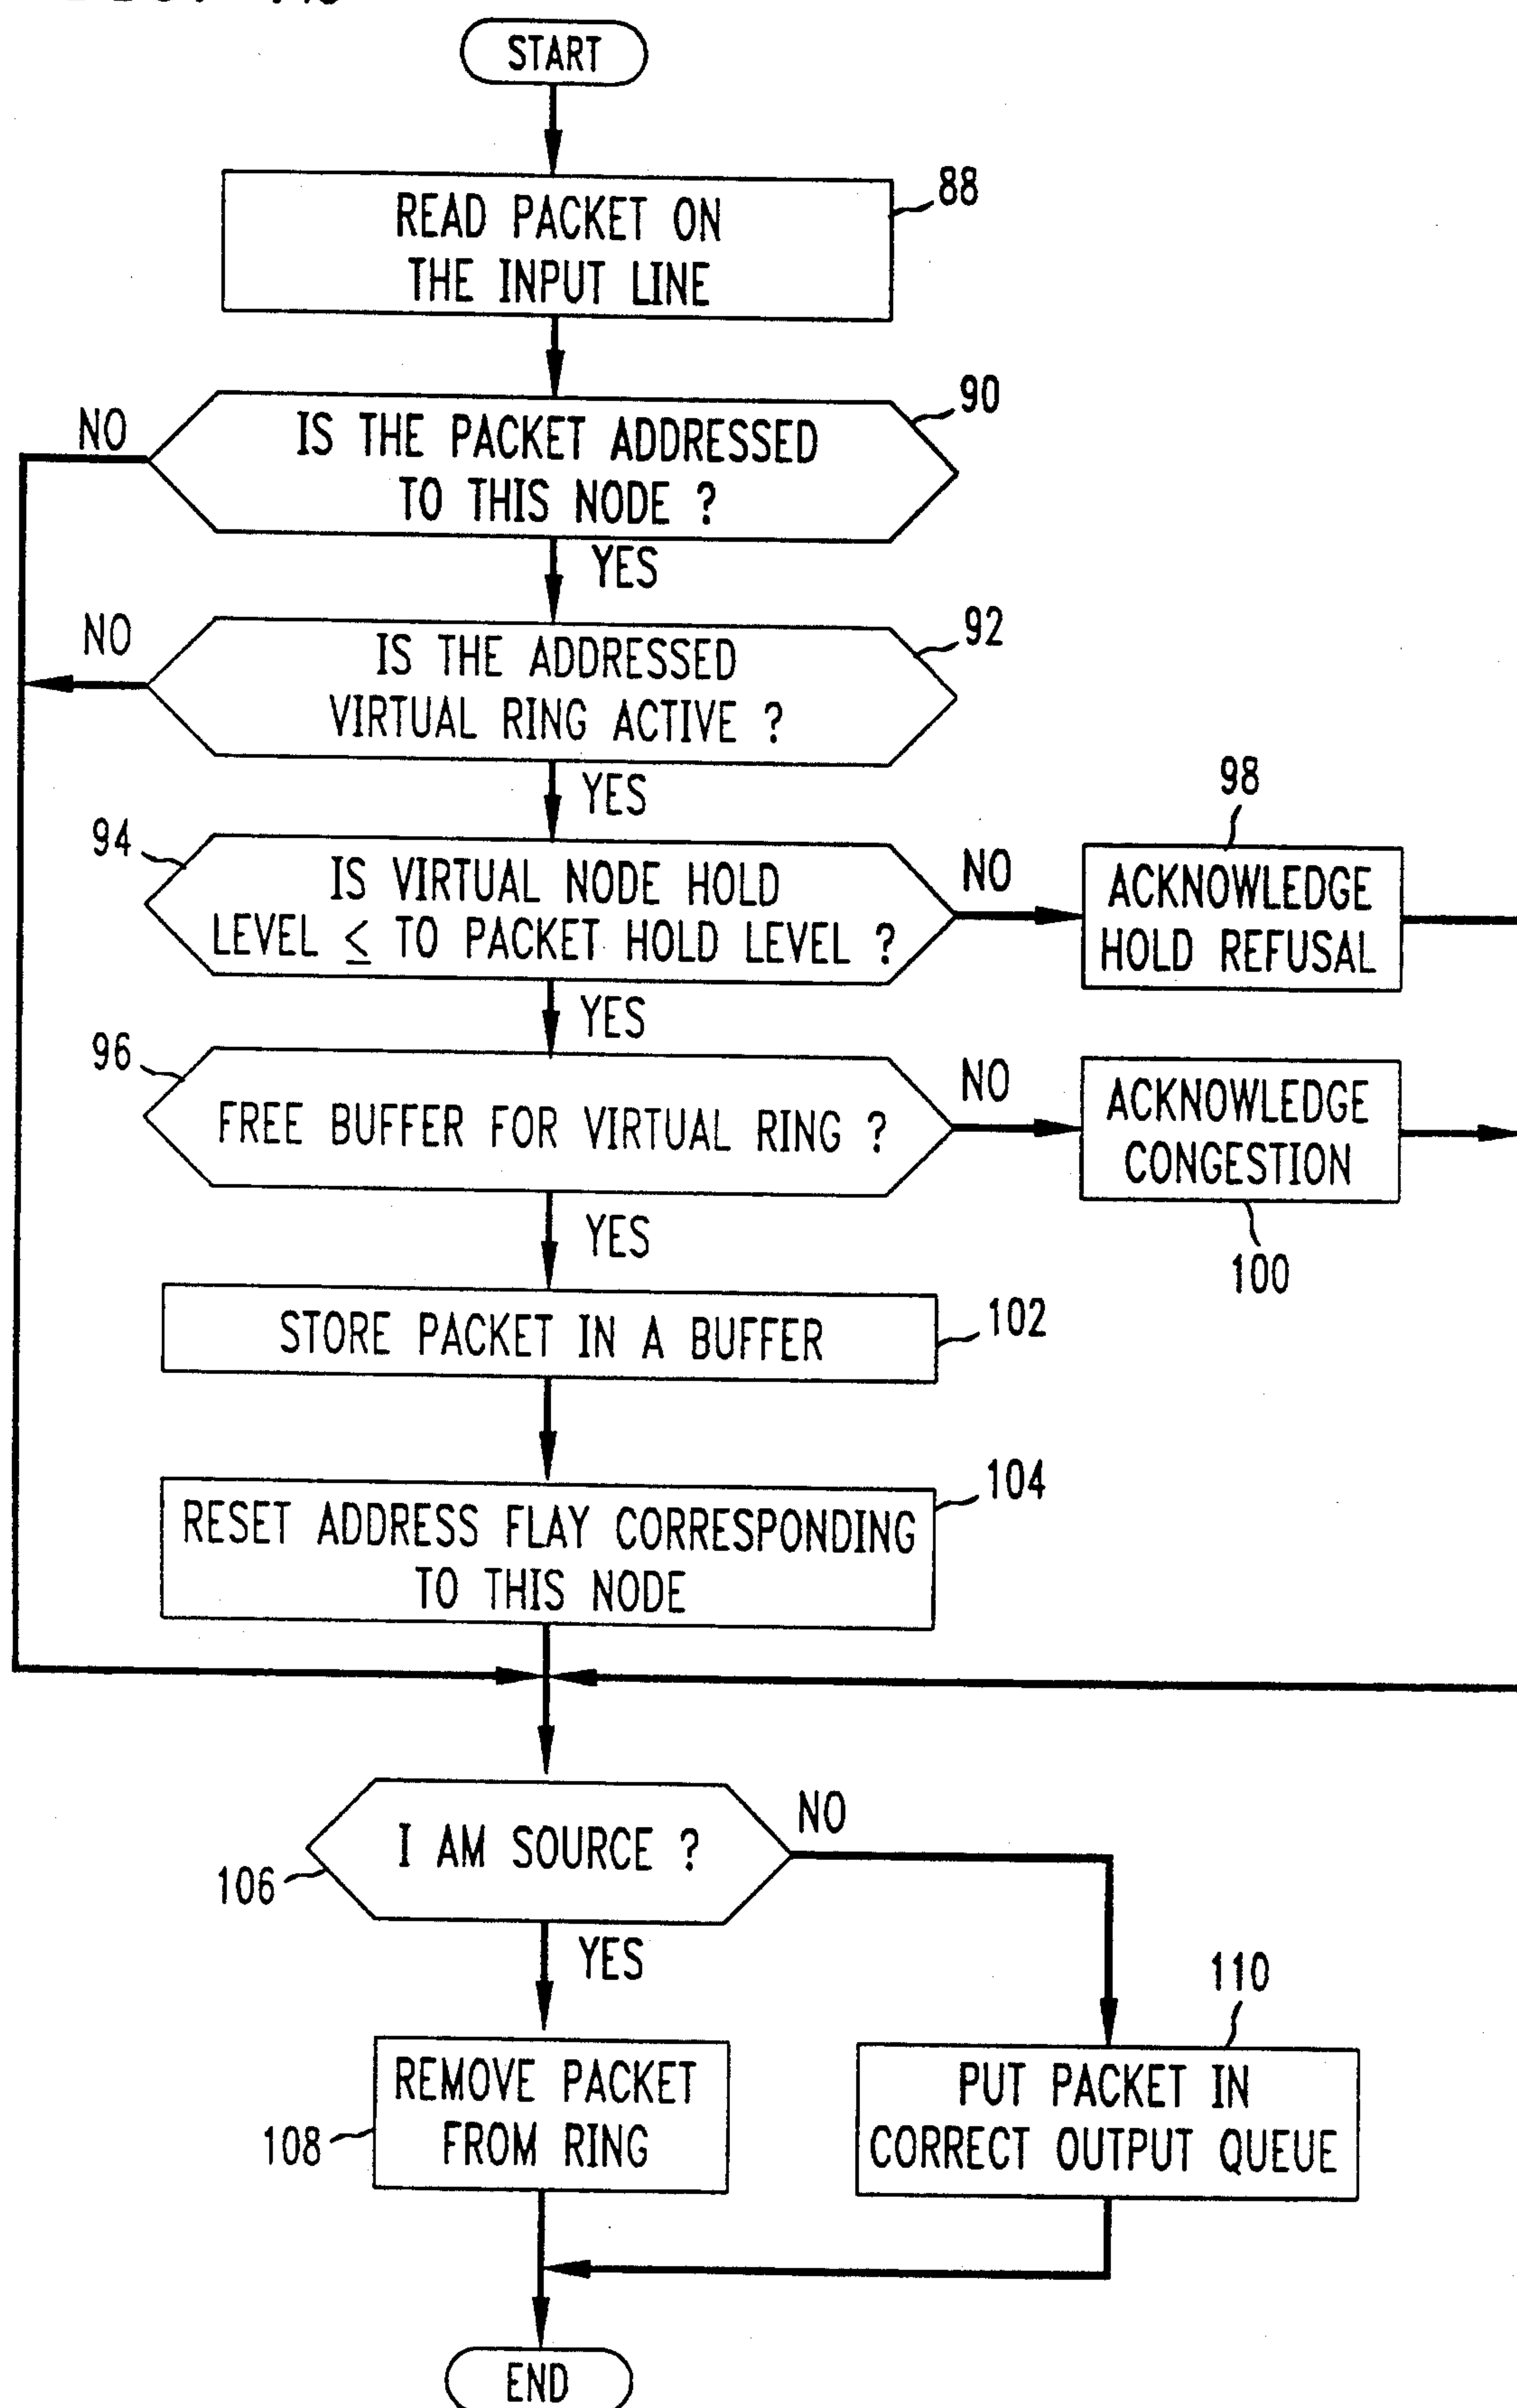 START
READ PACKET ON
THE INPUT LINE
88
NO
IS THE PACKET ADDRESSED
TO THIS NODE ?
90
YES
NO
IS THE ADDRESSED
VIRTUAL RING ACTIVE ?
92
YES
94
IS VIRTUAL NODE HOLD
LEVEL ≤ TO PACKET HOLD LEVEL ?
NO
98
ACKNOWLEDGE
HOLD REFUSAL
YES
96
FREE BUFFER FOR VIRTUAL RING ?
NO
ACKNOWLEDGE
CONGESTION
100
YES
STORE PACKET IN A BUFFER
102
RESET ADDRESS FLAY CORRESPONDING
TO THIS NODE
104
I AM SOURCE ?
106
NO
YES
REMOVE PACKET
FROM RING
108
110
PUT PACKET IN
CORRECT OUTPUT QUEUE
END